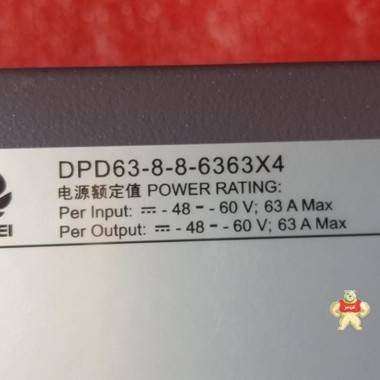 DPD63-8-8-6363X4
电源额定值 POWER RATING:
Per Input: ⎓ - 48 - - 60 V; 63 A Max
Per Output: ⎓ - 48 - - 60 V; 63 A Max
EI